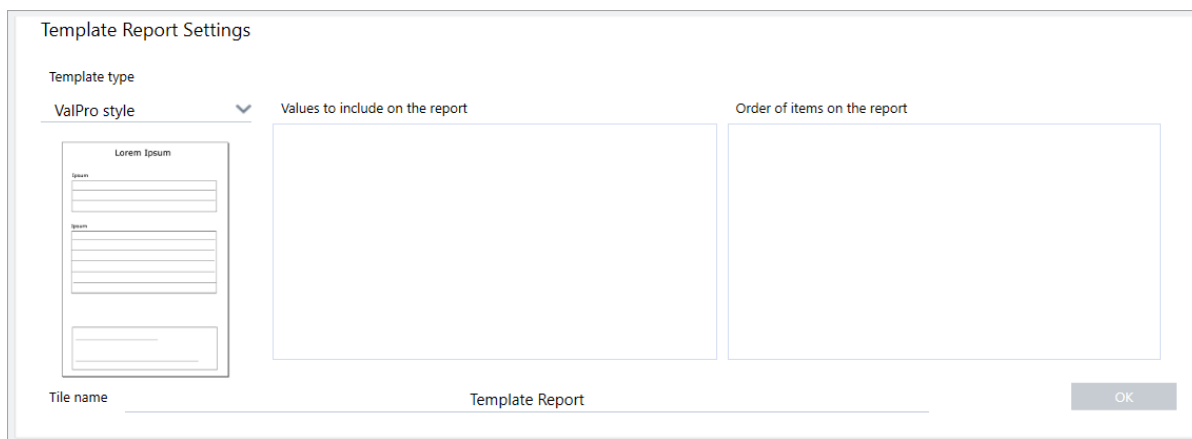 Template Report Settings
Template type
ValPro style
Values to include on the report
Order of items on the report
Lorem Ipsum
Ipsum
Ipsum
Tile name
Template Report
OK